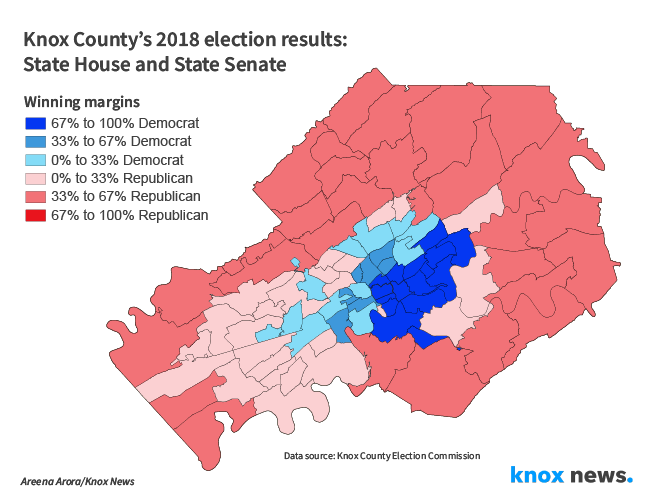 Knox County’s 2018 election results:
State House and State Senate
Winning margins
67% to 100% Democrat
33% to 67% Democrat
0% to 33% Democrat
0% to 33% Republican
33% to 67% Republican
67% to 100% Republican
Data source: Knox County Election Commission
Areena Arora/Knox News
knox news.